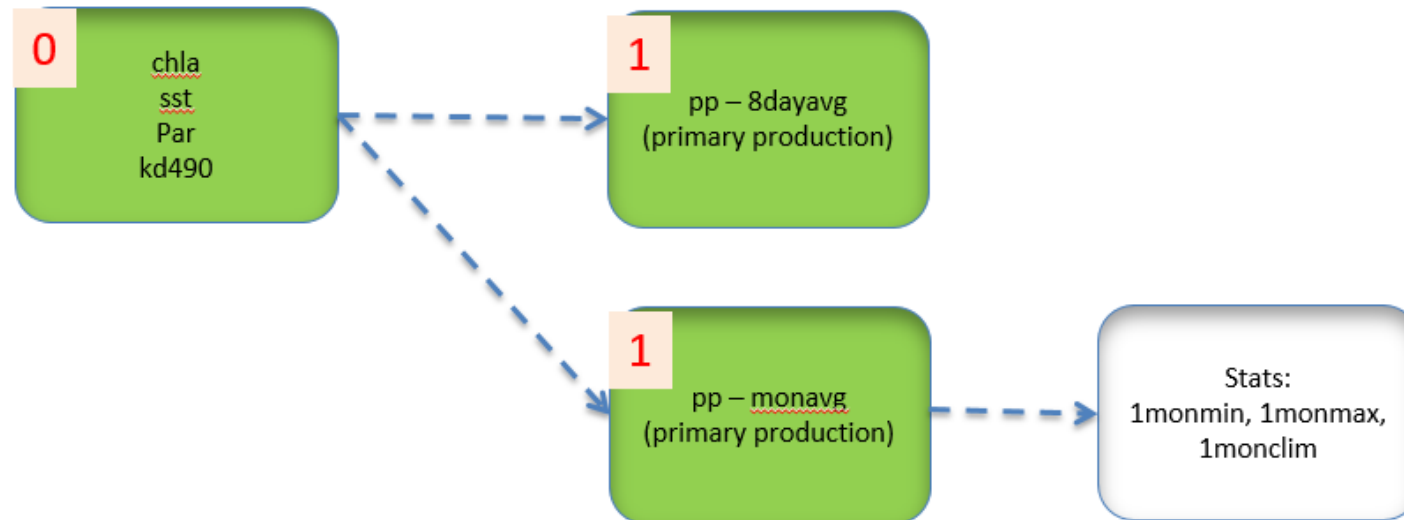 0
chla
sst
Par
kd490
1
pp – 8dayavg
(primary production)
1
pp – monavg
(primary production)
Stats:
1monmin, 1monmax,
1monclim